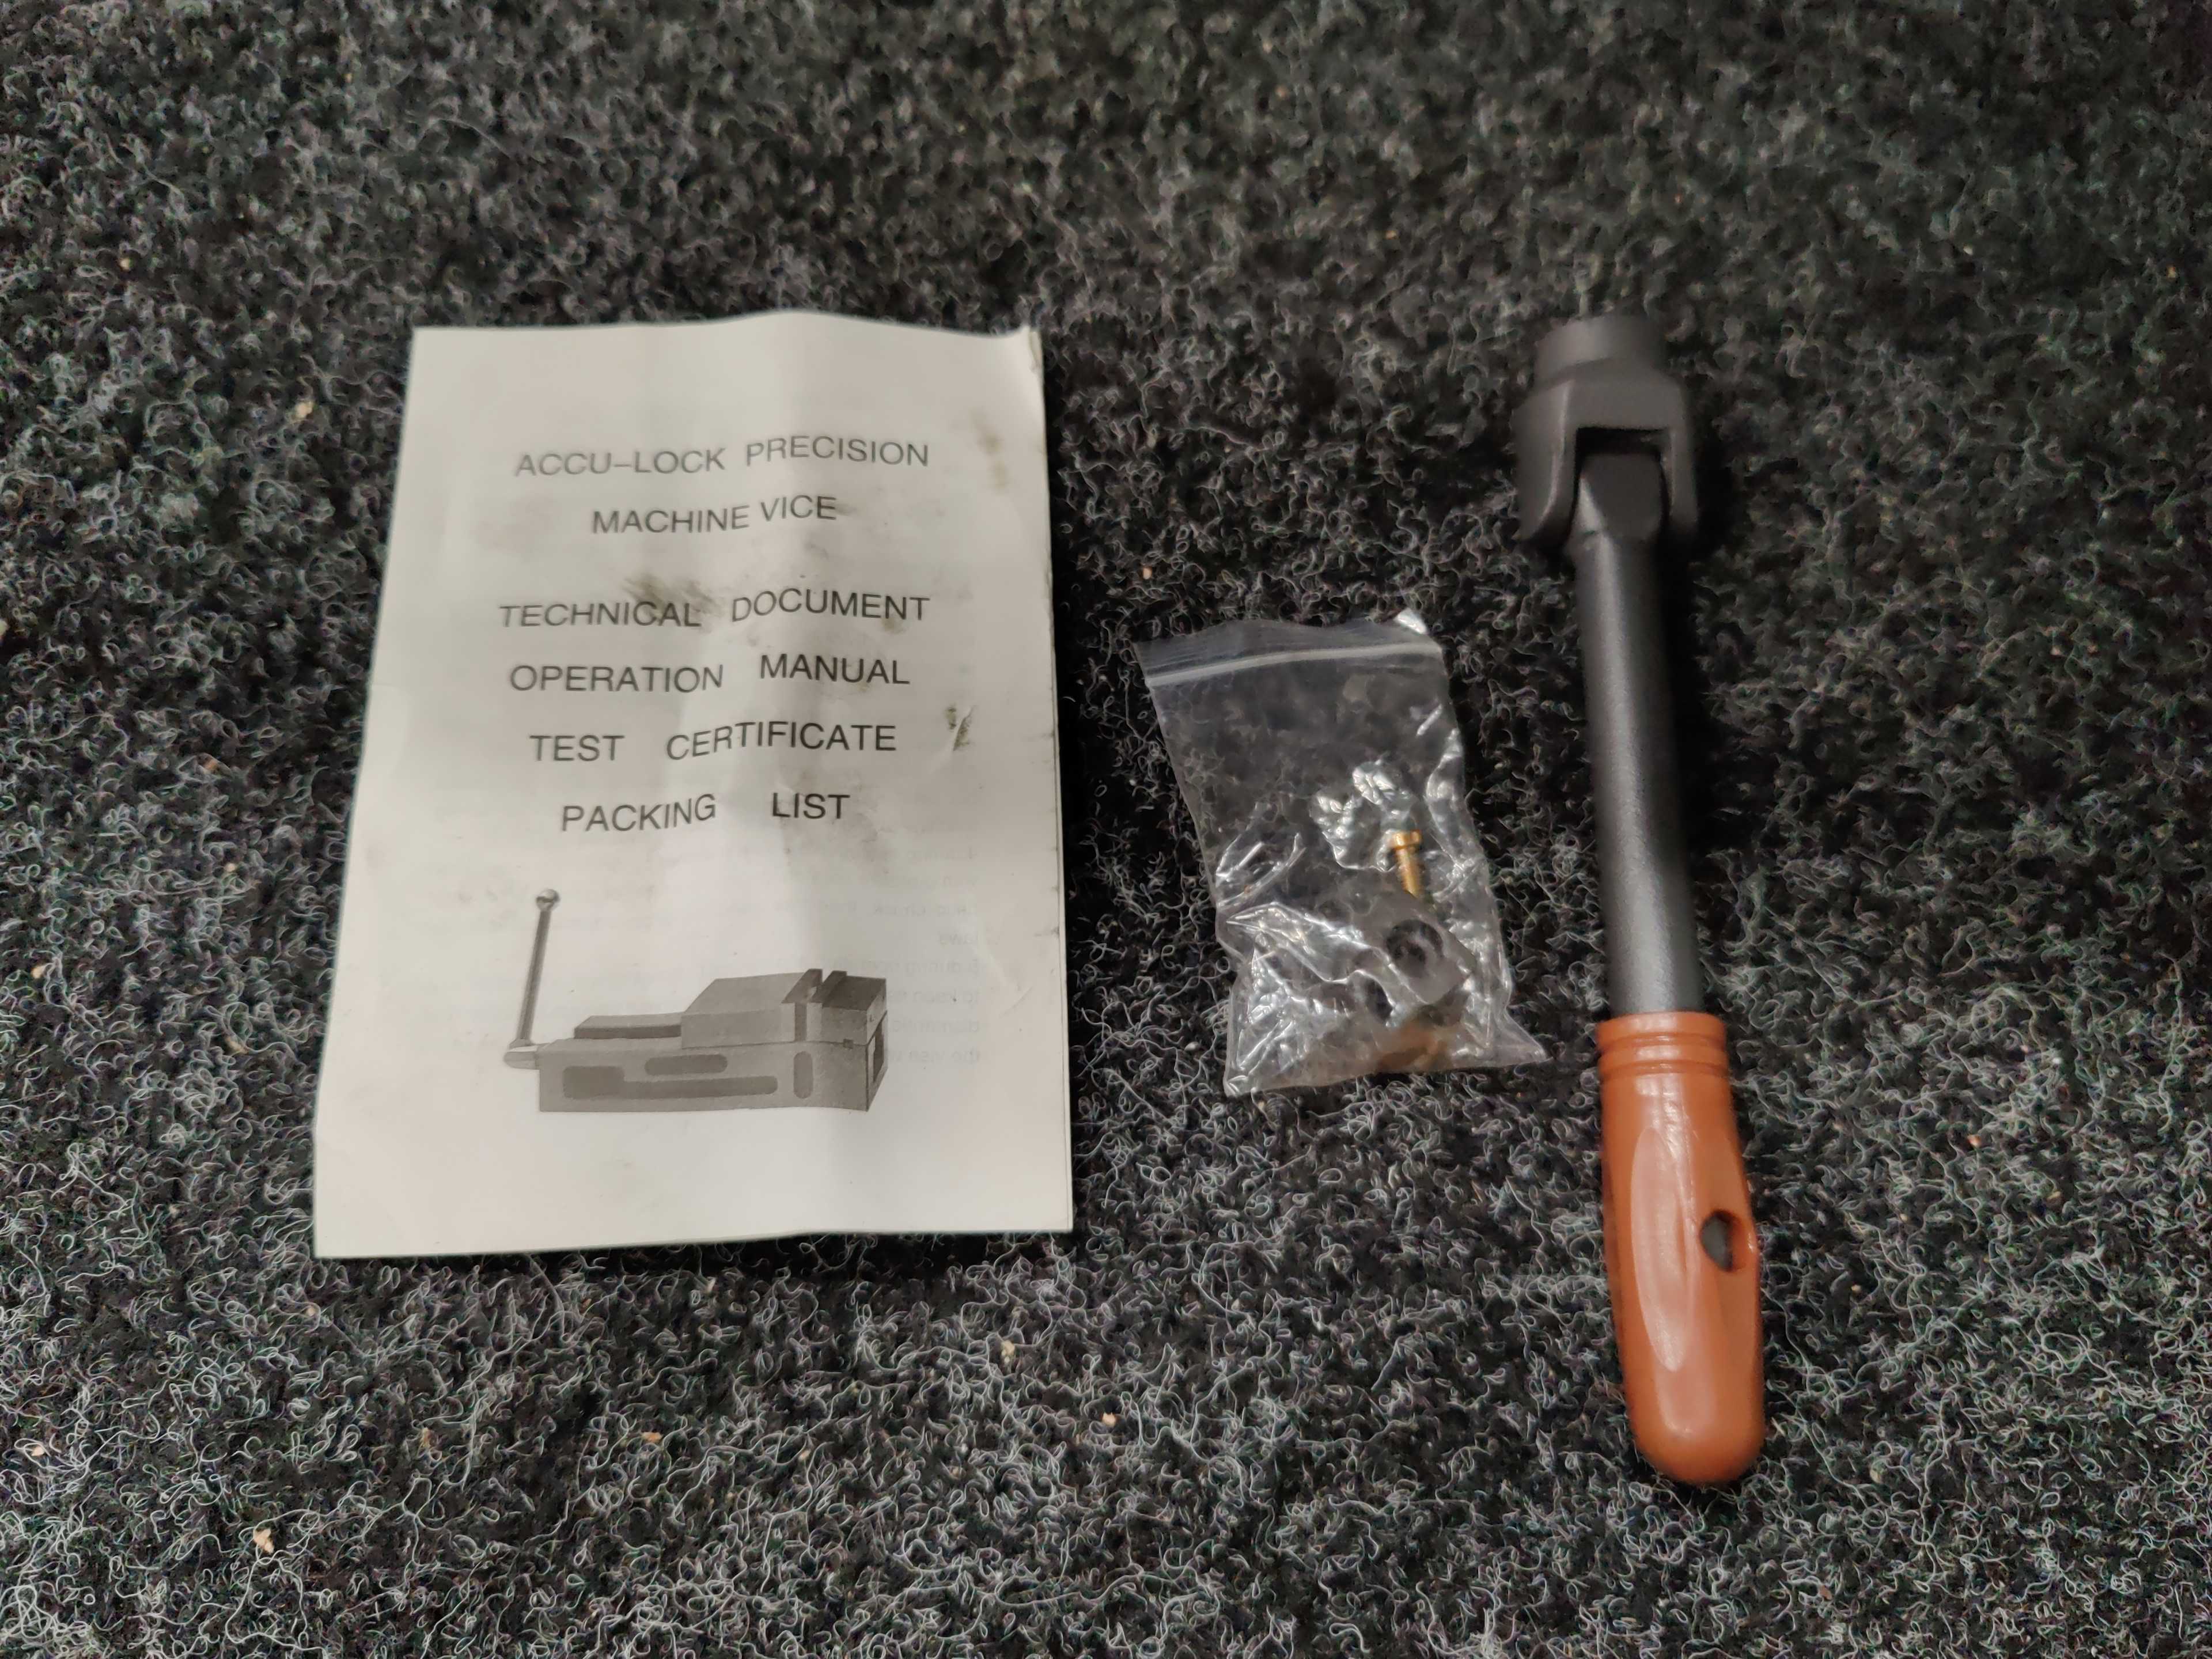 ACCU-LOCK PRECISION
MACHINE VICE
TECHNICAL DOCUMENT
OPERATION MANUAL
TEST CERTIFICATE
PACKING LIST